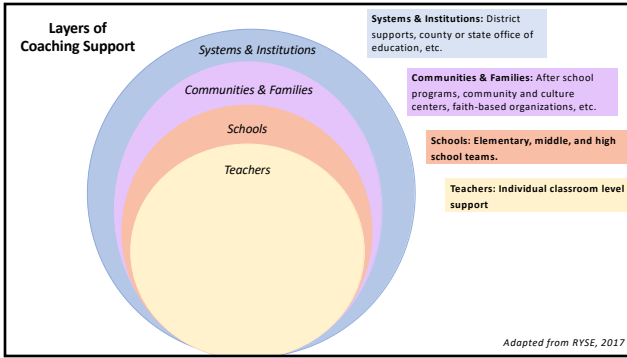 Layers of
Coaching Support
Systems & Institutions
Communities & Families
Schools
Teachers
Systems & Institutions: District
supports, county or state office of
education, etc.
Communities & Families: After school
programs, community and culture
centers, faith-based organizations, etc.
Schools: Elementary, middle, and high
school teams.
Teachers: Individual classroom level
support
Adapted from RYSE, 2017